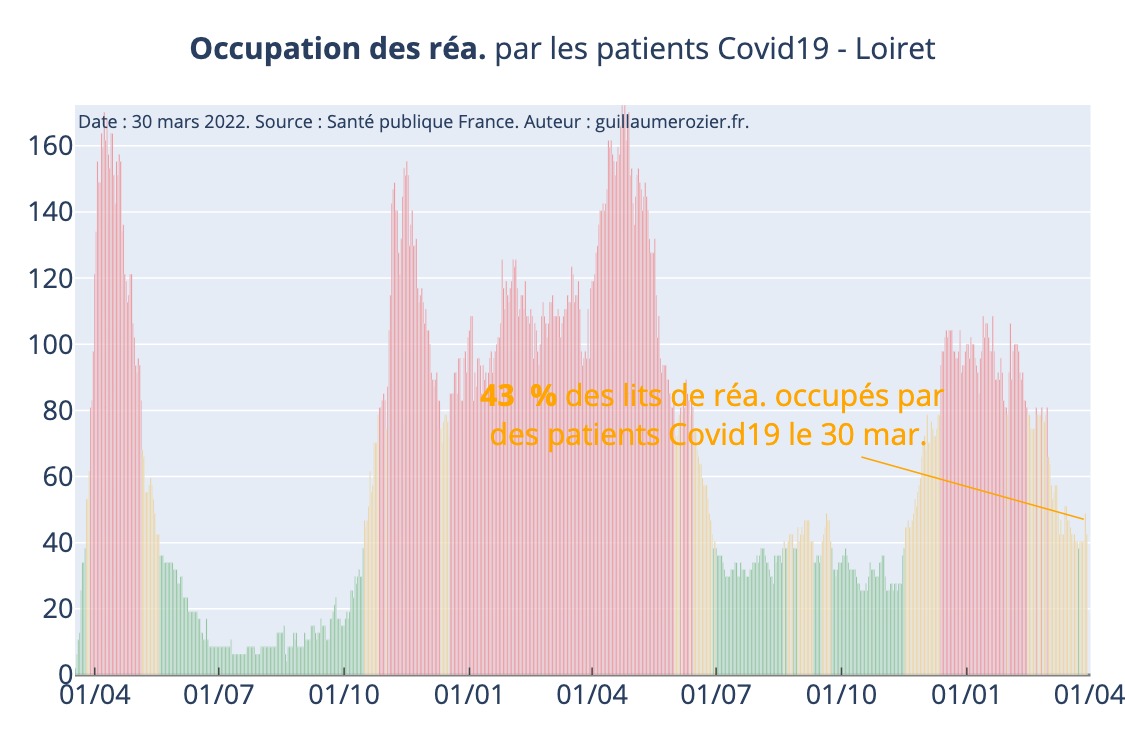 Occupation des réa. par les patients Covid19 - Loiret
Date : 30 mars 2022. Source : Santé publique France. Auteur : guillaumerozier.fr.
160
140
120
100
80
60
40
20
0
43 % des lits de réa. occupés par
des patients Covid19 le 30 mar.
01/04 01/07 01/10 01/01 01/04 01/07 01/10 01/01 01/04